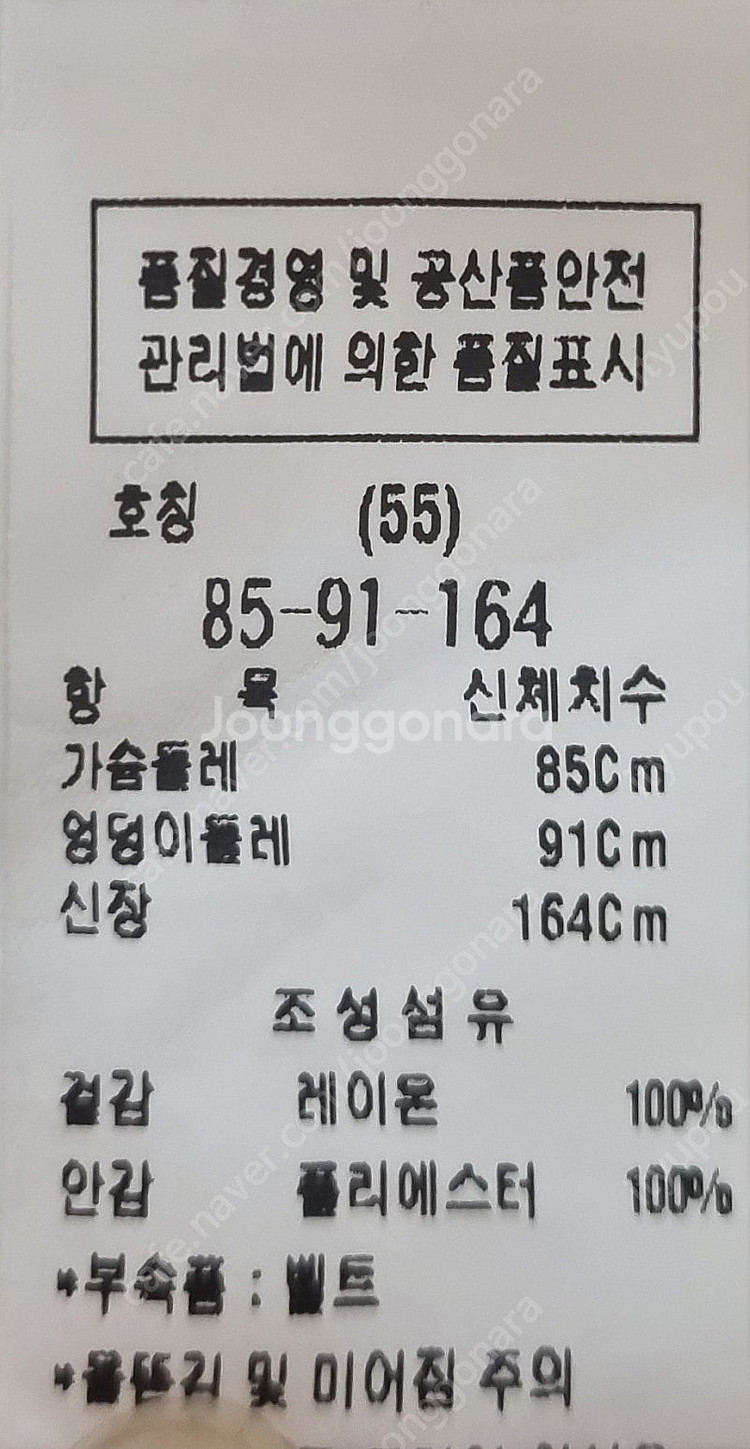 품질경영 및 공산품안전
관리법에 의한 품질표시
호칭 (55)
85-91-164
항 목 신체치수
가슴둘레 85Cm
엉덩이둘레 91Cm
신장 164Cm
조성섬유
겉감 레이온 100%
안감 폴리에스터 100%
*부속품 : 벨트
*올뜯김 및 미어짐 주의
Joonggonara